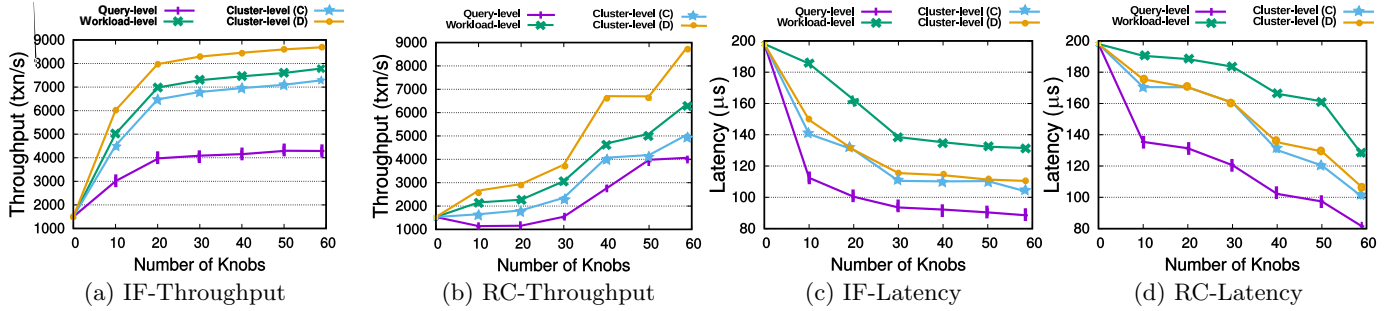 Query-level
Workload-level
Cluster-level (C)
Cluster-level (D)
Throughput (txn/s)
9000
8000
7000
6000
5000
4000
3000
2000
1000
0 10 20 30 40 50 60
Number of Knobs
(a) IF-Throughput
Query-level
Workload-level
Cluster-level (C)
Cluster-level (D)
Throughput (txn/s)
9000
8000
7000
6000
5000
4000
3000
2000
1000
0 10 20 30 40 50 60
Number of Knobs
(b) RC-Throughput
Query-level
Workload-level
Cluster-level (C)
Cluster-level (D)
Latency (μs)
200
180
160
140
120
100
80
0 10 20 30 40 50 60
Number of Knobs
(c) IF-Latency
Query-level
Workload-level
Cluster-level (C)
Cluster-level (D)
Latency (μs)
200
180
160
140
120
100
80
0 10 20 30 40 50 60
Number of Knobs
(d) RC-Latency